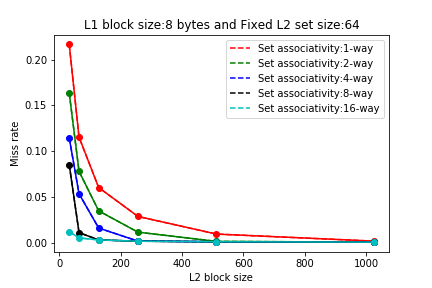 L1 block size:8 bytes and Fixed L2 set size:64
Set associativity:1-way
Set associativity:2-way
Set associativity:4-way
Set associativity:8-way
Set associativity:16-way
Miss rate
0.20
0.15
0.10
0.05
0.00
0 200 400 600 800 1000
L2 block size